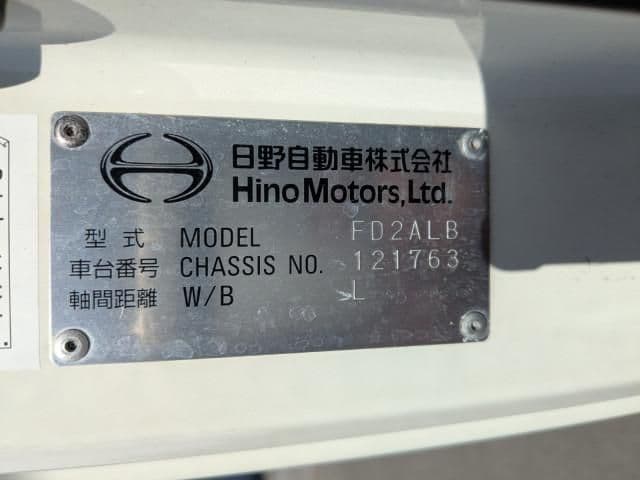 日野自動車株式会社
Hino Motors, Ltd.
型式 MODEL FD2ALB
車台番号 CHASSIS NO. 121763
軸間距離 W/B L